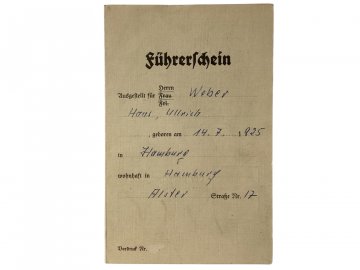 Führerschein
Herrn
Ausgestellt für Frau Weber
Frl.
Hans, Ullrich
, geboren am 14. 7. 1925
in Hamburg
wohnhaft in Hamburg
Alster Straße Nr. 17
Vordruck Nr.